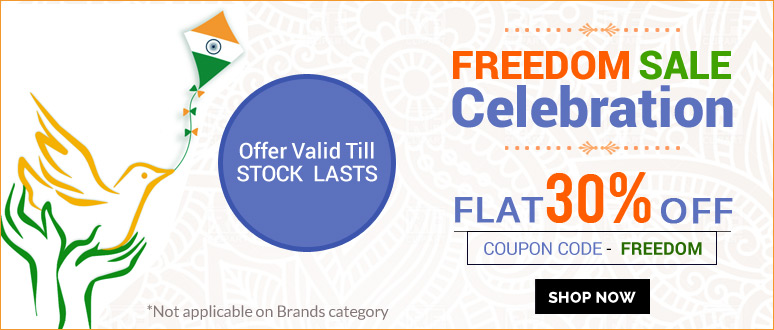 Offer Valid Till
STOCK LASTS
FREEDOM SALE
Celebration
FLAT 30% OFF
COUPON CODE - FREEDOM
SHOP NOW
*Not applicable on Brands category